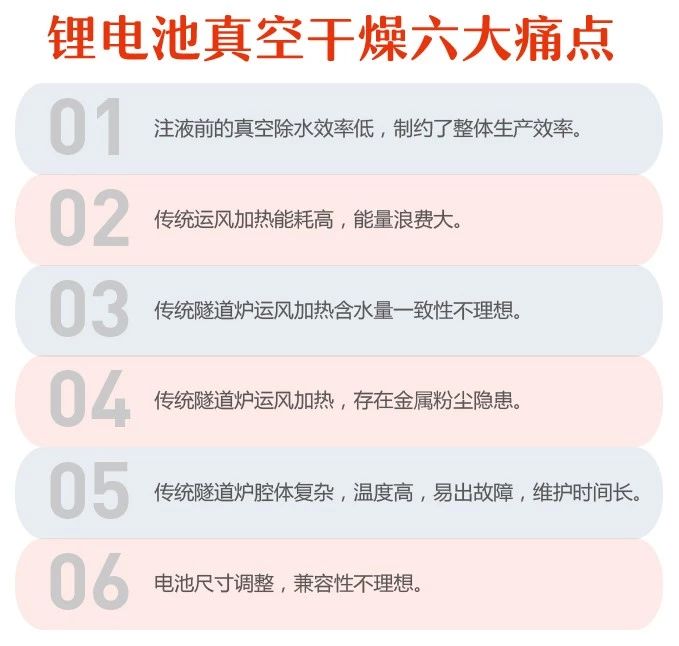 锂电池真空干燥六大痛点
01 注液前的真空除水效率低，制约了整体生产效率。
02 传统运风加热能耗高，能量浪费大。
03 传统隧道炉运风加热含水量一致性不理想。
04 传统隧道炉运风加热，存在金属粉尘隐患。
05 传统隧道炉腔体复杂，温度高，易出故障，维护时间长。
06 电池尺寸调整，兼容性不理想。